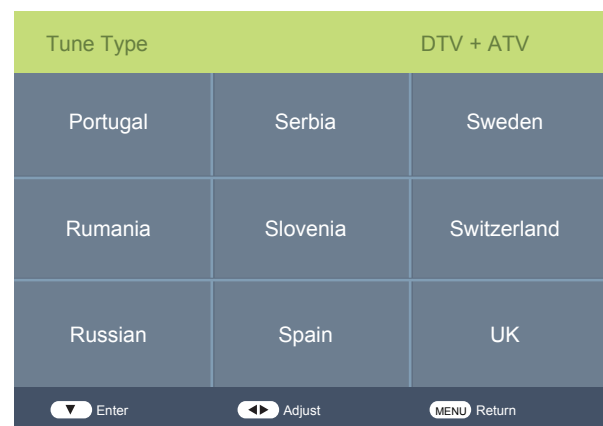 Tune Type DTV + ATV
Portugal Serbia Sweden
Rumania Slovenia Switzerland
Russian Spain UK
Enter Adjust MENU Return